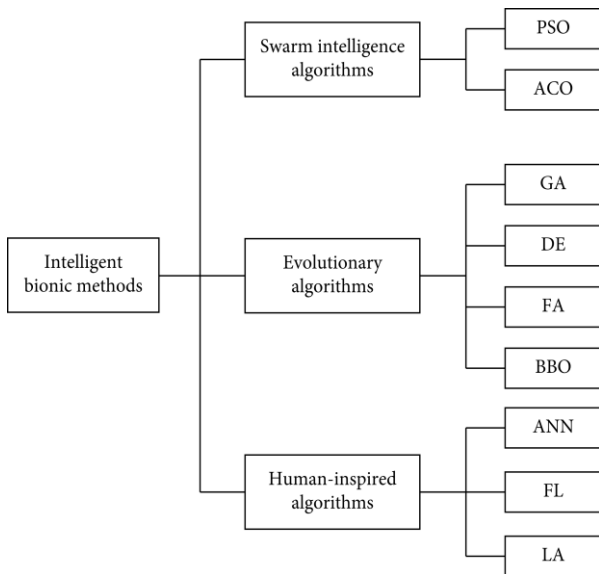 Intelligent
bionic methods
Swarm intelligence
algorithms
PSO
ACO
Evolutionary
algorithms
GA
DE
FA
BBO
Human-inspired
algorithms
ANN
FL
LA